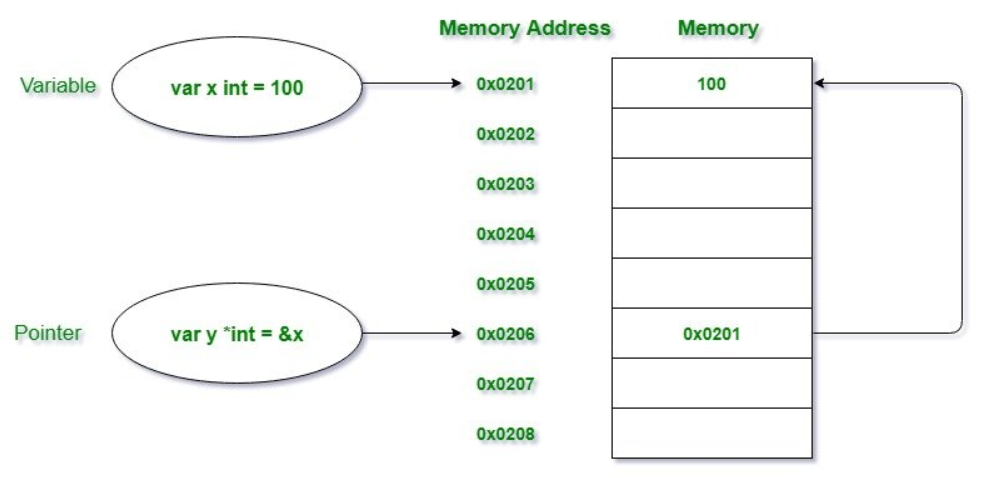 Memory Address Memory
Variable var x int = 100 0x0201 100
0x0202
0x0203
0x0204
0x0205
Pointer var y *int = &x 0x0206 0x0201
0x0207
0x0208